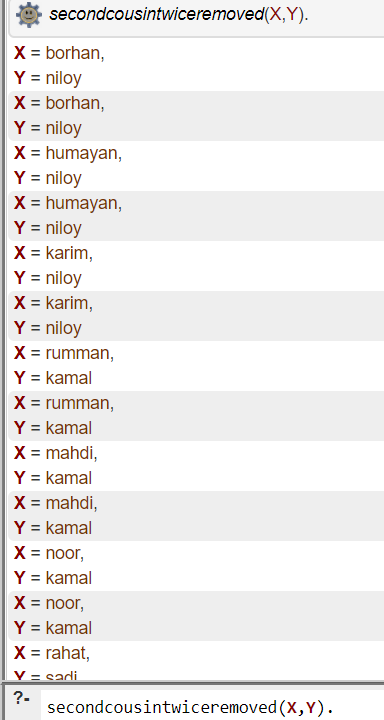 secondcousintwiceremoved(X,Y).
X = borhan,
Y = niloy
X = borhan,
Y = niloy
X = humayan,
Y = niloy
X = humayan,
Y = niloy
X = karim,
Y = niloy
X = karim,
Y = niloy
X = rumman,
Y = kamal
X = rumman,
Y = kamal
X = mahdi,
Y = kamal
X = mahdi,
Y = kamal
X = noor,
Y = kamal
X = noor,
Y = kamal
X = rahat,
Y = sadi
?- secondcousintwiceremoved(X,Y).